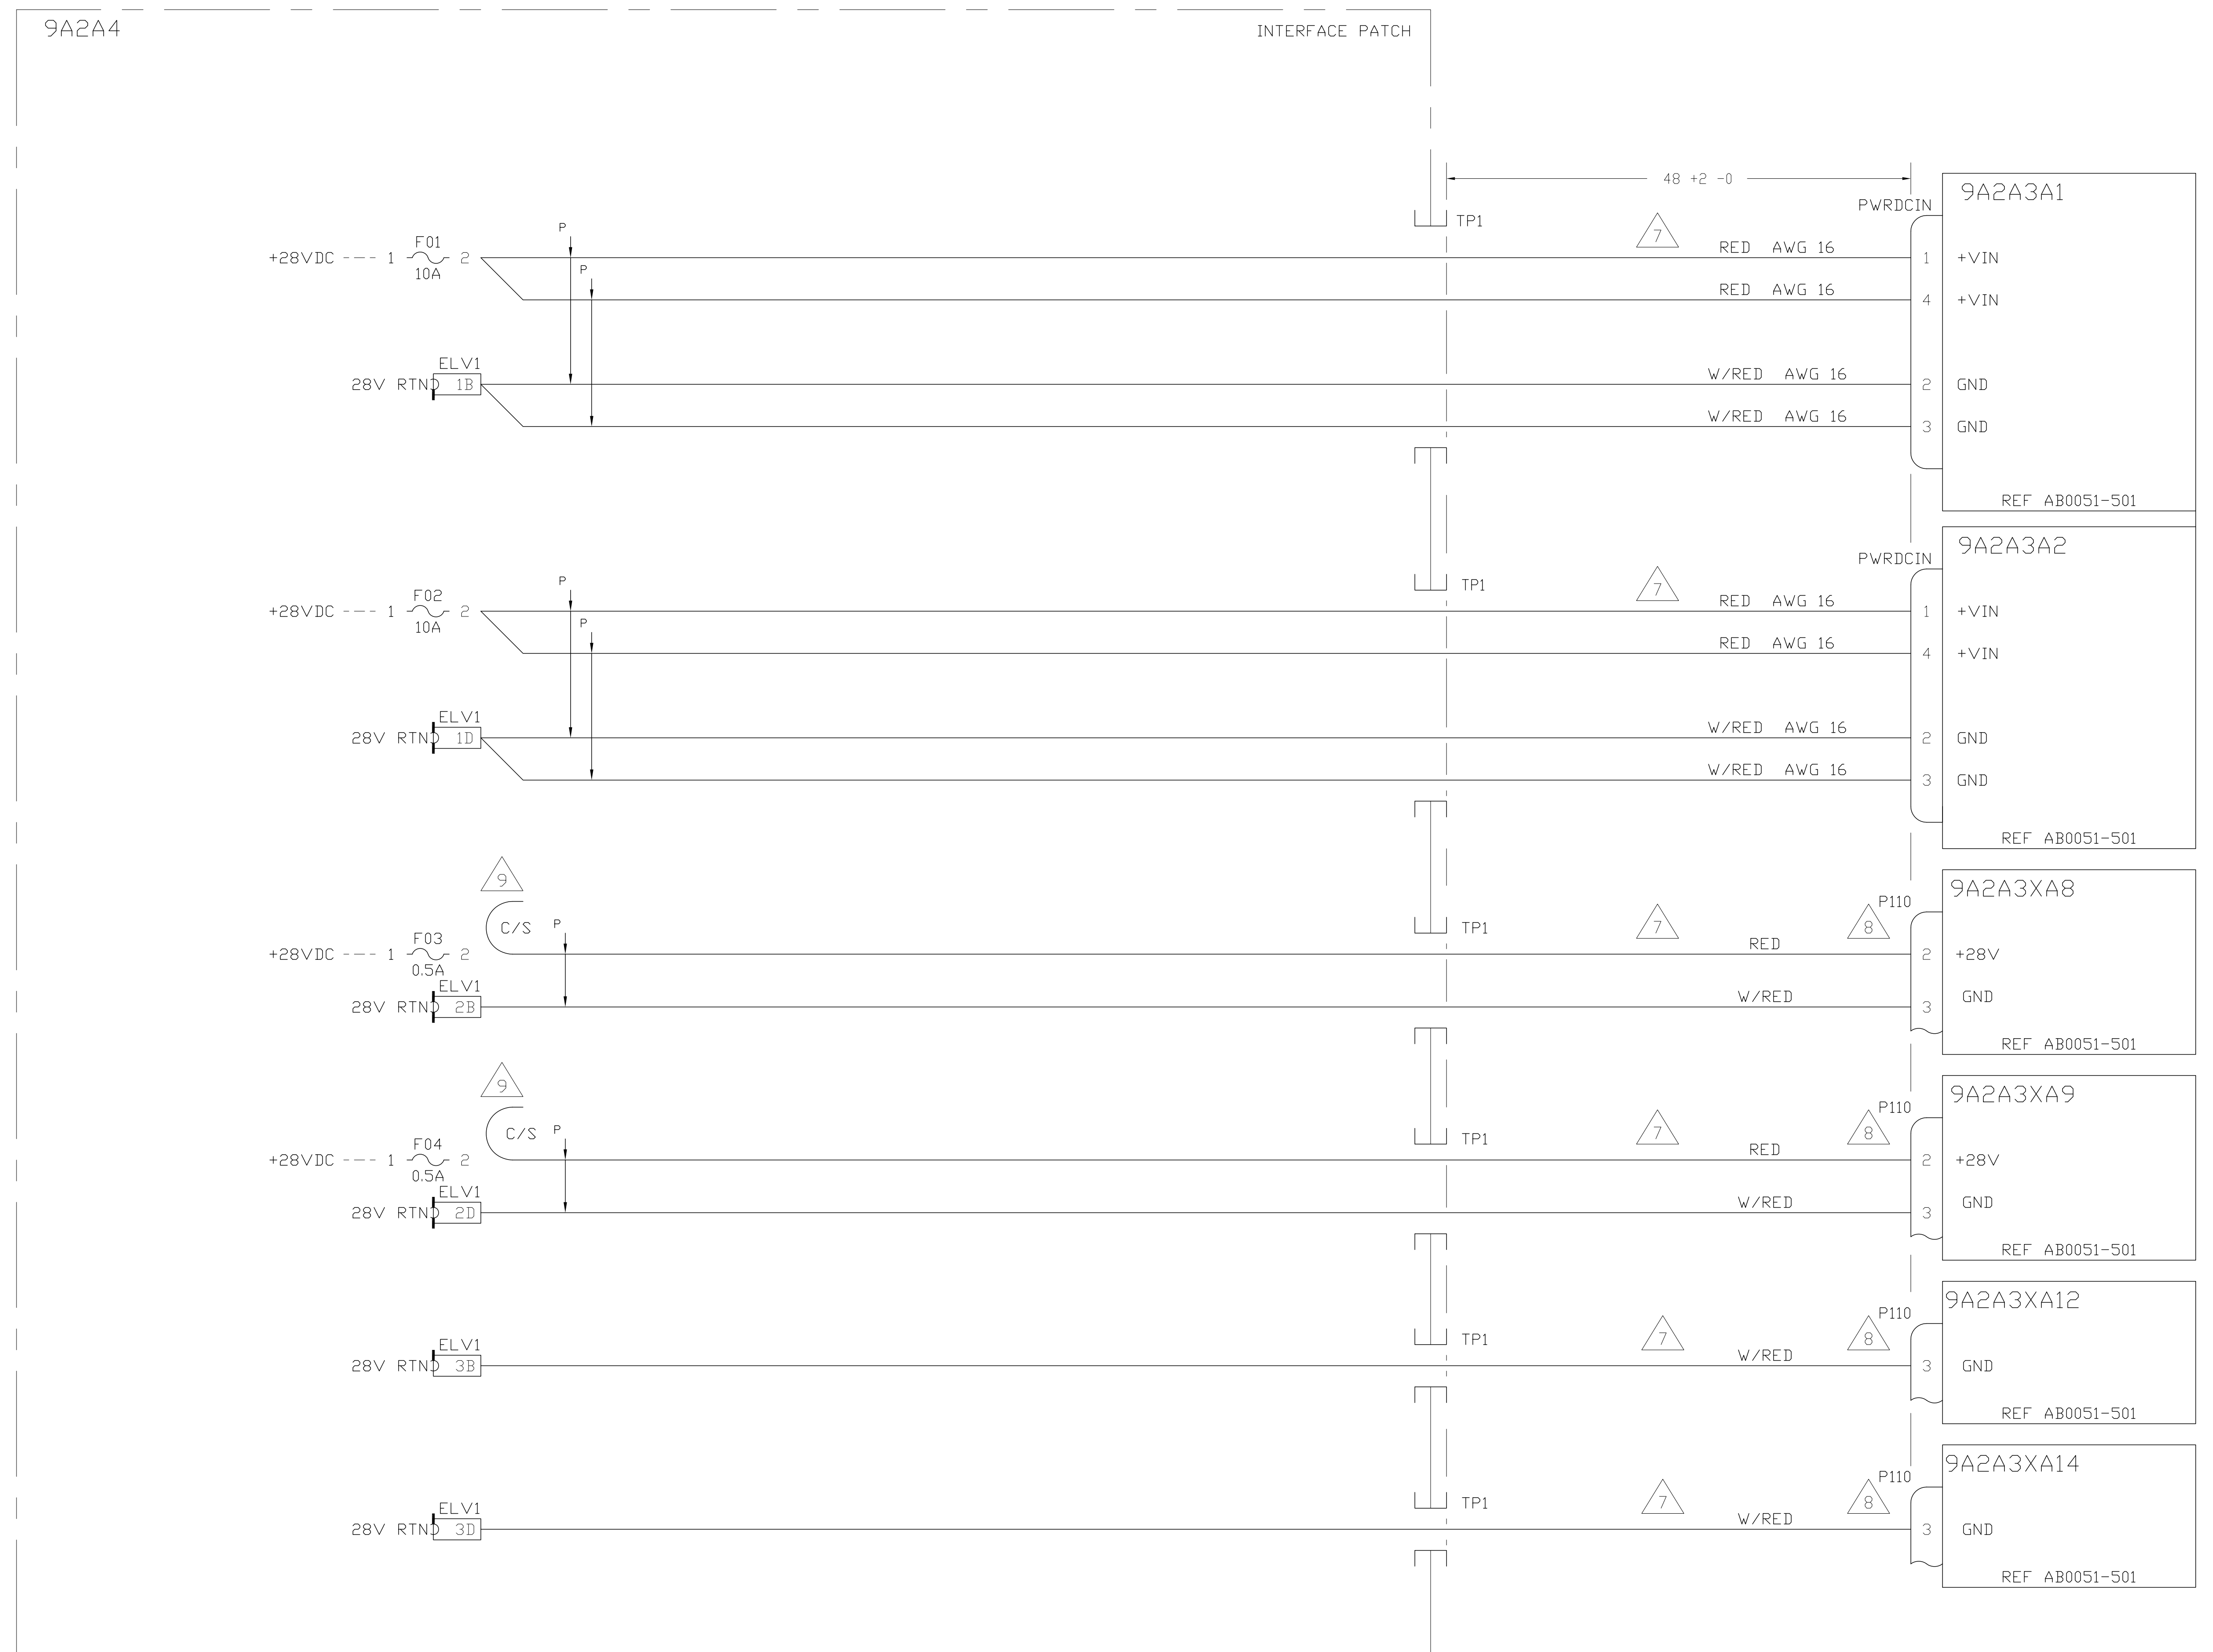 9A2A4
INTERFACE PATCH
48 +2 -0
9A2A3A1
PWRDCIN
TP1
7
P
F01
RED AWG 16
+28VDC ---- 1
2
1 +VIN
10A
P
RED AWG 16
4 +VIN
ELV1
W/RED AWG 16
28V RTN
1B
2 GND
W/RED AWG 16
3 GND
REF AB0051-501
9A2A3A2
PWRDCIN
TP1
7
P
F02
RED AWG 16
+28VDC ---- 1
2
1 +VIN
10A
P
RED AWG 16
4 +VIN
ELV1
W/RED AWG 16
28V RTN
1D
2 GND
W/RED AWG 16
3 GND
REF AB0051-501
9
9A2A3XA8
P110
C/S
P
TP1
7
8
F03
RED
+28VDC ---- 1
2
2 +28V
0.5A
ELV1
W/RED
GND
28V RTN
2B
3
REF AB0051-501
9
9A2A3XA9
P110
C/S
P
TP1
7
8
F04
RED
+28VDC ---- 1
2
2 +28V
0.5A
ELV1
W/RED
GND
28V RTN
2D
3
REF AB0051-501
9A2A3XA12
P110
TP1
7
8
ELV1
W/RED
28V RTN
3B
3 GND
REF AB0051-501
9A2A3XA14
P110
TP1
7
8
ELV1
W/RED
28V RTN
3D
3 GND
REF AB0051-501